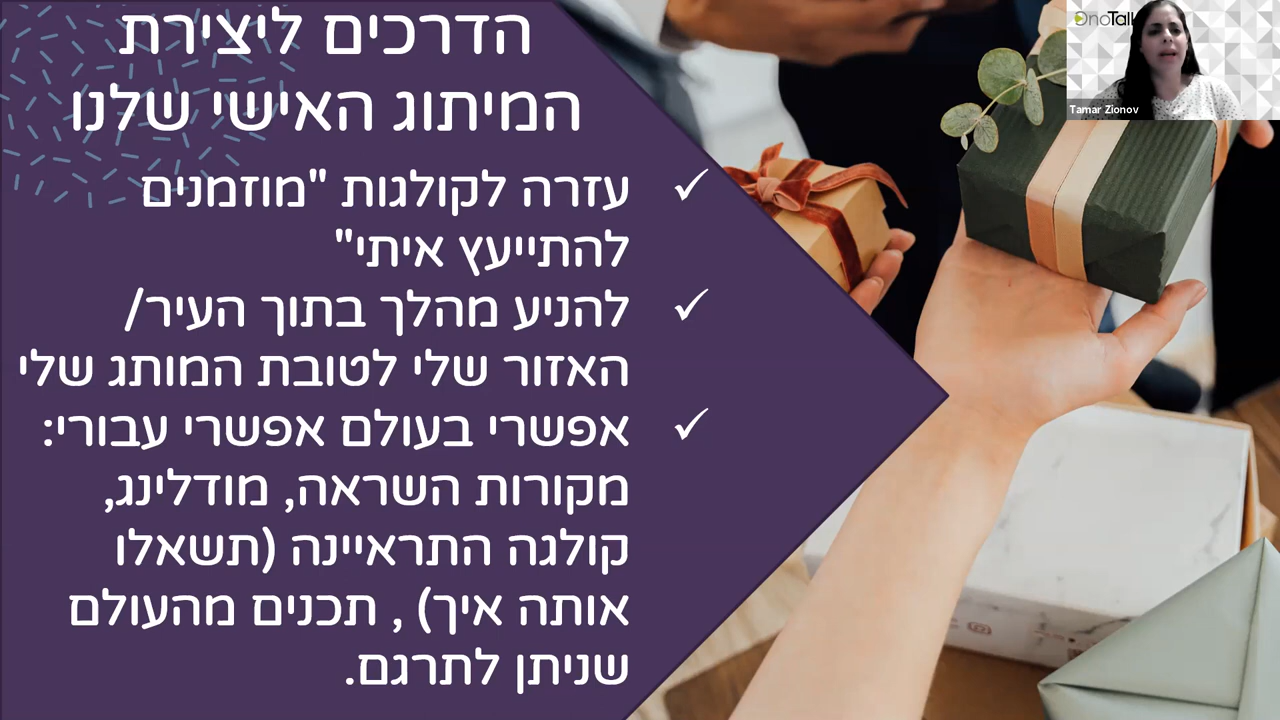 הדרכים ליצירת
המיתוג האישי שלנו
✓ עזרה לקולגות "מוזמנים
להתייעץ איתי"
✓ להניע מהלך בתוך העיר/
האזור שלי לטובת המותג שלי
✓ אפשרי בעולם אפשרי עבורי:
מקורות השראה, מודלינג,
קולגה התראיינה (תשאלו
אותה איך) , תכנים מהעולם
שניתן לתרגם.
OnoTalk
Tamar Zionov